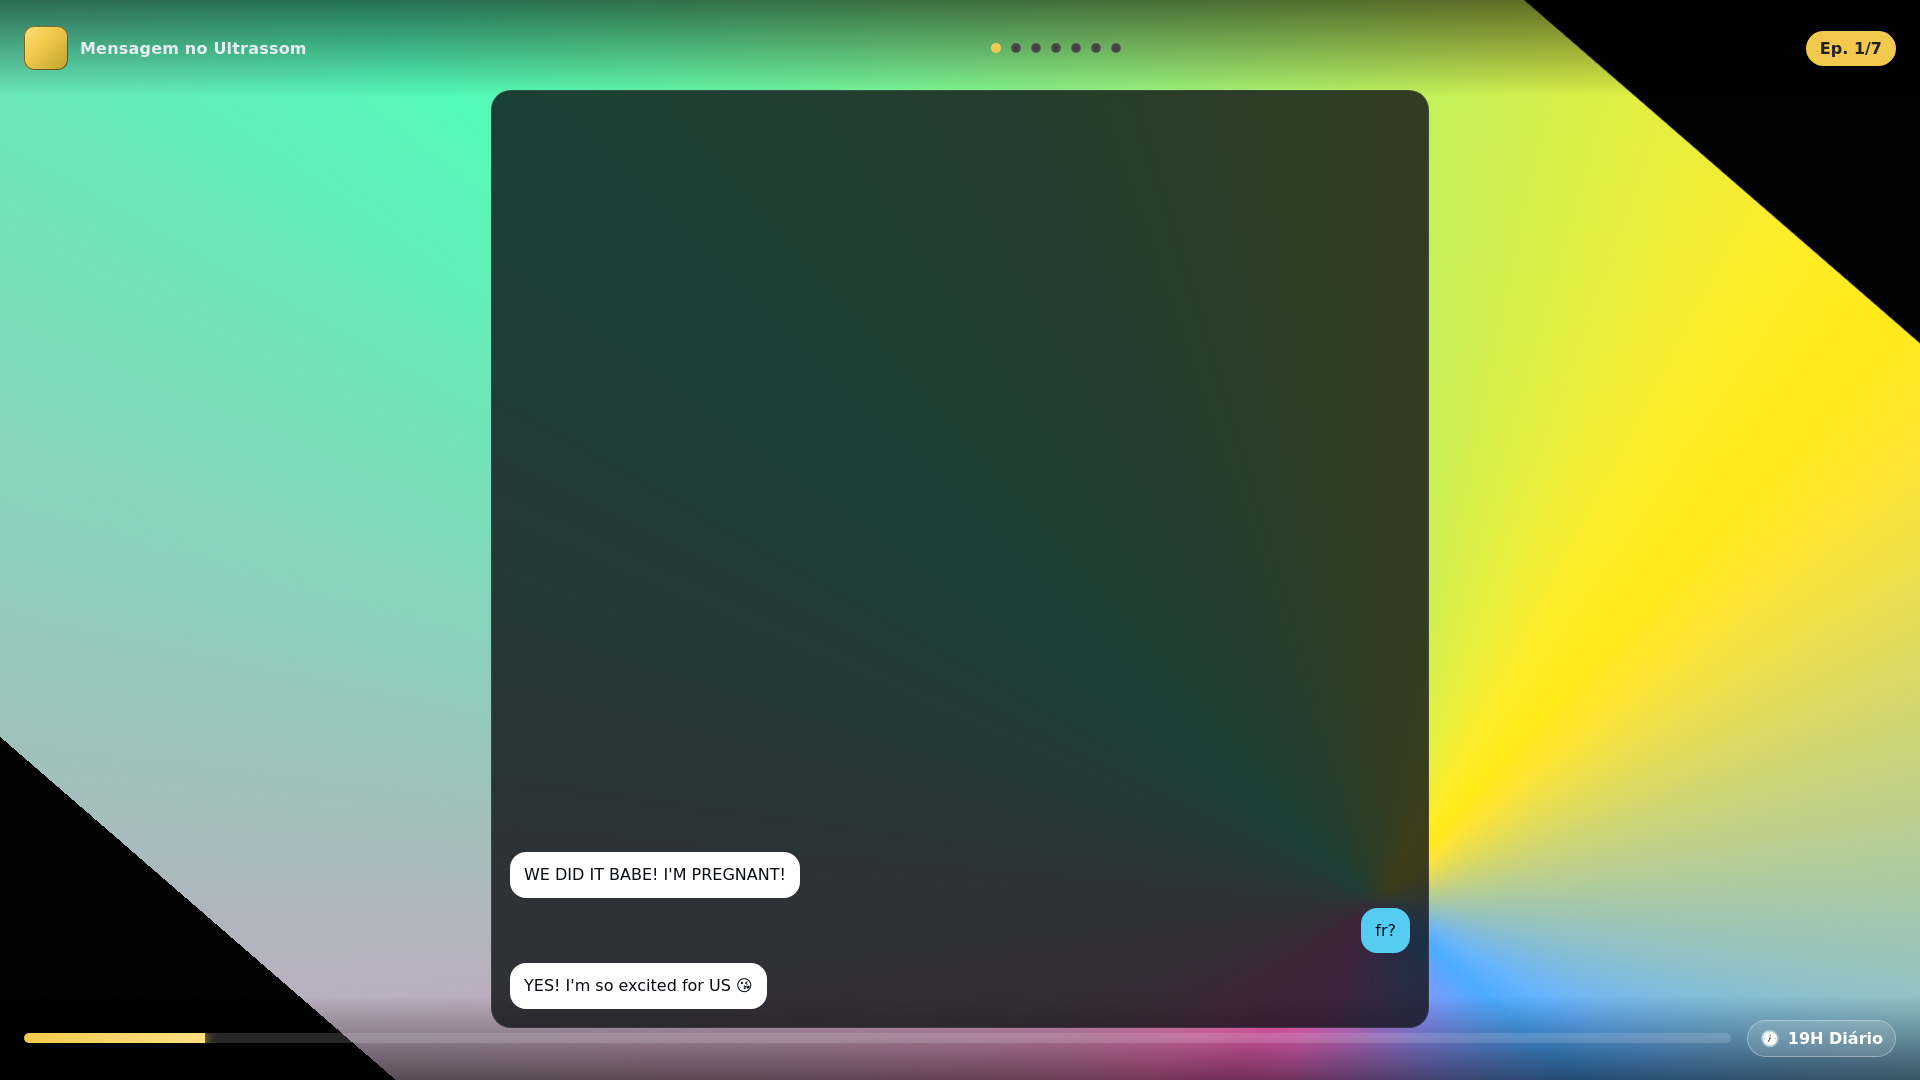 Mensagem no Ultrassom
Ep. 1/7
WE DID IT BABE! I'M PREGNANT!
fr?
YES! I'm so excited for US 😘
🕖 19H Diário